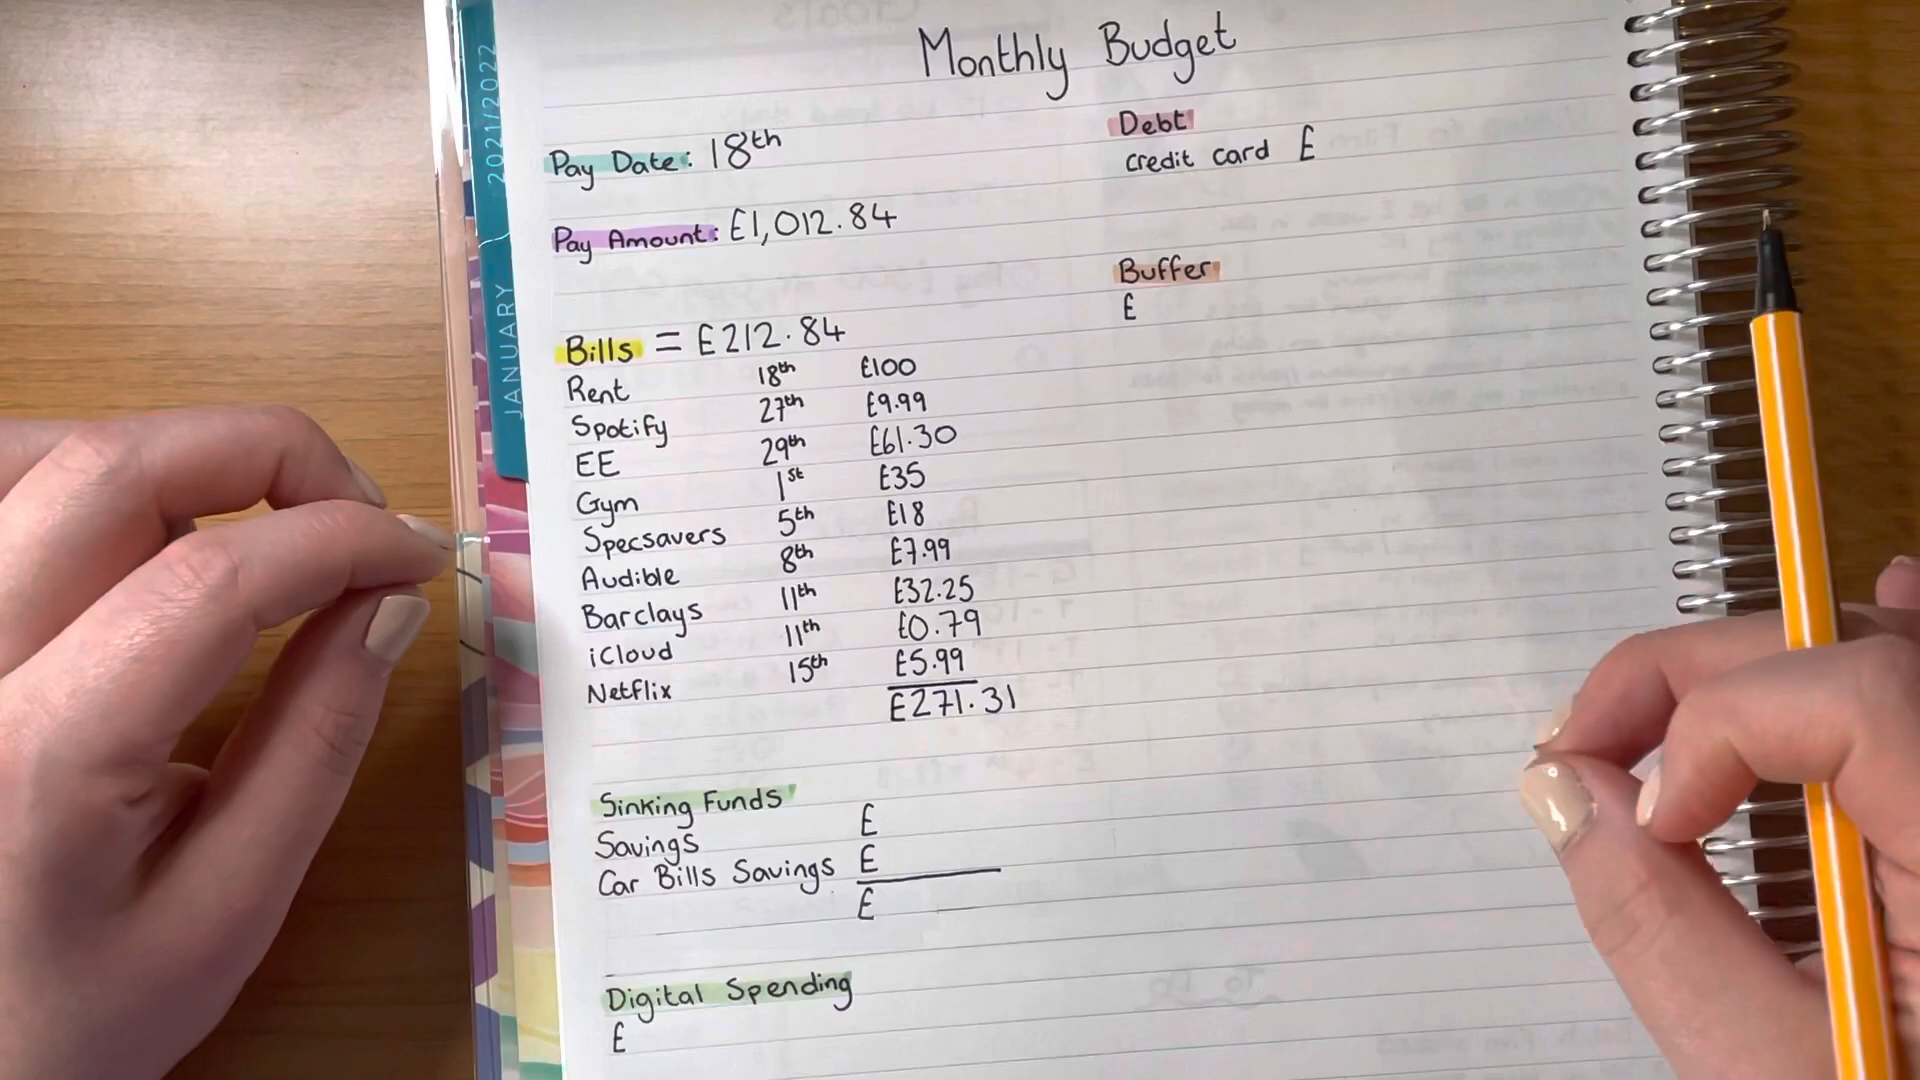 Monthly Budget
Pay Date: 18th
Pay Amount: £1,012.84
Bills = £212.84
Rent 18th £100
Spotify 27th £9.99
EE 29th £61.30
Gym 1st £35
Specsavers 5th £18
Audible 8th £7.99
Barclays 11th £32.25
iCloud 11th £0.79
Netflix 15th £5.99
£271.31
Sinking Funds
Savings £
Car Bills Savings £
£
Digital Spending
£
Debt
credit card £
Buffer
£
2021/2022
JANUARY